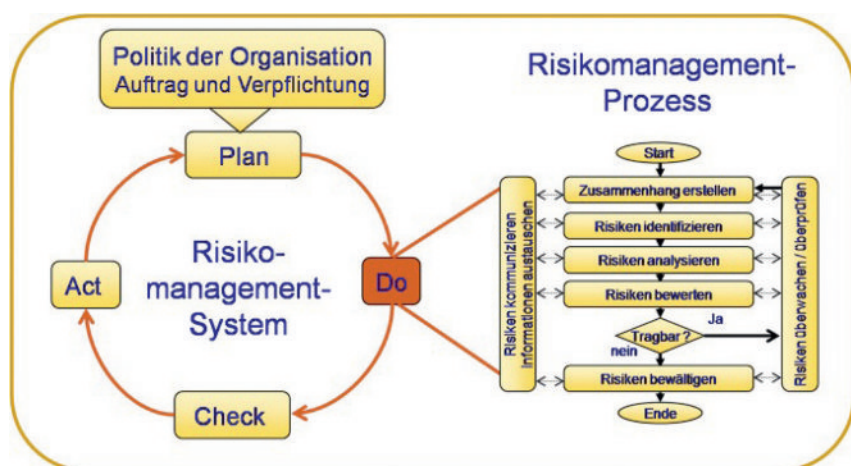 Politik der Organisation
Auftrag und Verpflichtung
Plan
Do
Check
Act
Risiko-
management-
System
Risikomanagement-
Prozess
Start
Zusammenhang erstellen
Risiken identifizieren
Risiken analysieren
Risiken bewerten
Tragbar ?
Ja
nein
Risiken bewältigen
Ende
Risiken kommunizieren
Informationen austauschen
Risiken überwachen / überprüfen